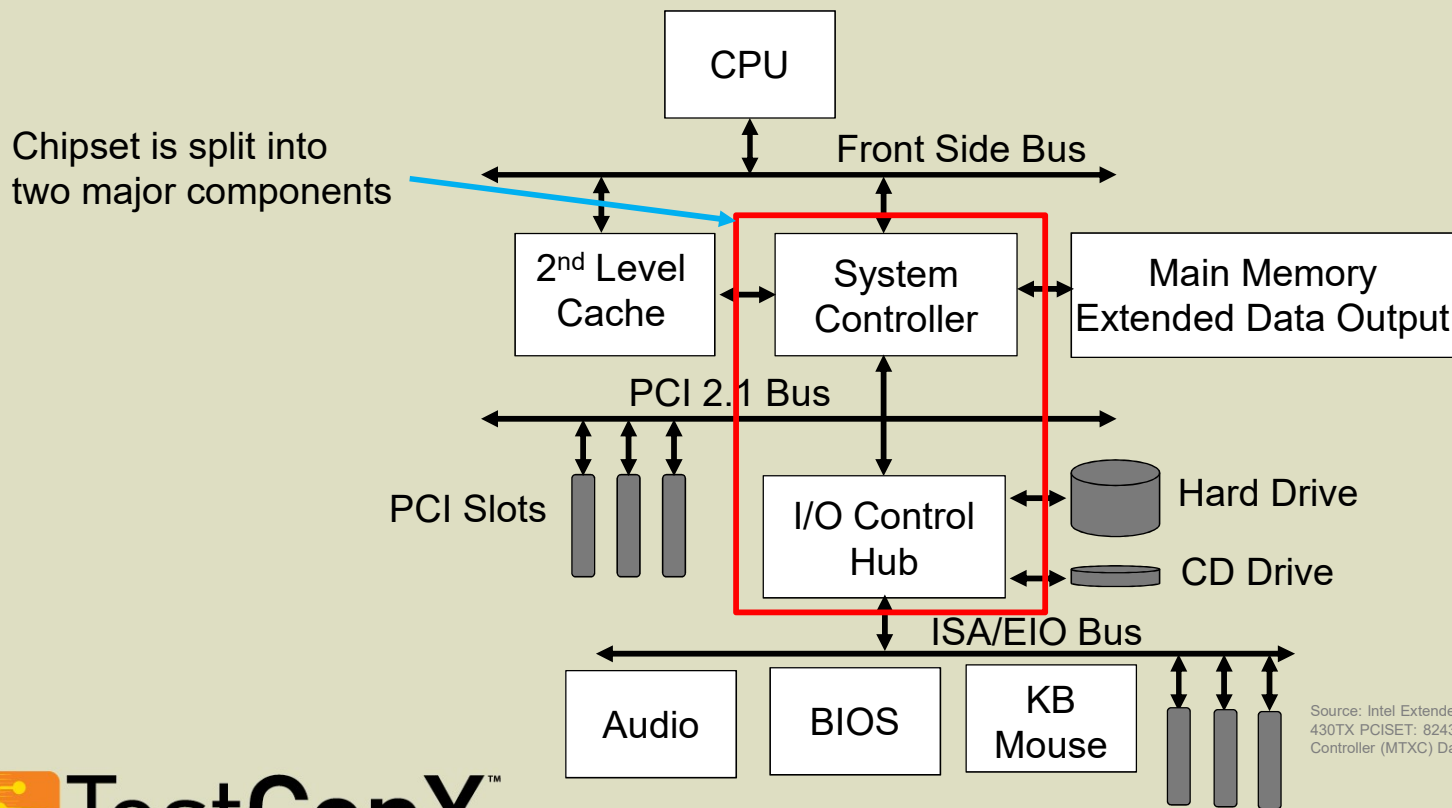 CPU
Chipset is split into
two major components
Front Side Bus
2nd Level
Cache
System
Controller
Main Memory
Extended Data Output
PCI 2.1 Bus
PCI Slots
I/O Control
Hub
Hard Drive
CD Drive
ISA/EIO Bus
Audio
BIOS
KB
Mouse
Source: Intel Extende
430TX PCISET: 8243
Controller (MTXC) Da
TestConX™